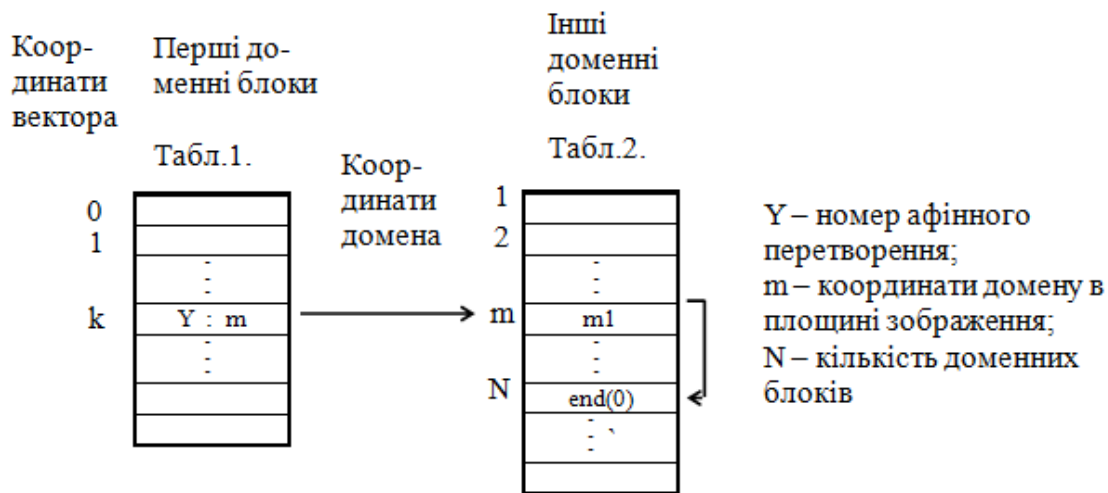 Коор-
динати
вектора
Перші до-
менні блоки
Табл.1.
Коор-
динати
домена
Інші
доменні
блоки
Табл.2.
0
1
k
Y : m
1
2
m
m1
N
end(0)
Y – номер афінного
перетворення;
m – координати домену в
площині зображення;
N – кількість доменних
блоків